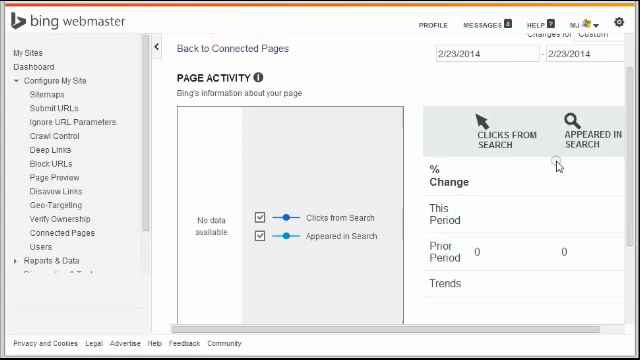 bing webmaster
PROFILE MESSAGES 4 HELP 7 MJ
My Sites
Dashboard
Configure My Site
Sitemaps
Submit URLs
Ignore URL Parameters
Crawl Control
Deep Links
Block URLs
Page Preview
Disavow Links
Geo-Targeting
Verify Ownership
Connected Pages
Users
Reports & Data
Changes for Custom
Back to Connected Pages
2/23/2014 - 2/23/2014
PAGE ACTIVITY i
Bing's information about your page
No data
available
Clicks from Search
Appeared in Search
CLICKS FROM
SEARCH
APPEARED IN
SEARCH
%
Change
This
Period
Prior
Period 0 0
Trends
Privacy and Cookies Legal Advertise Help Feedback Community